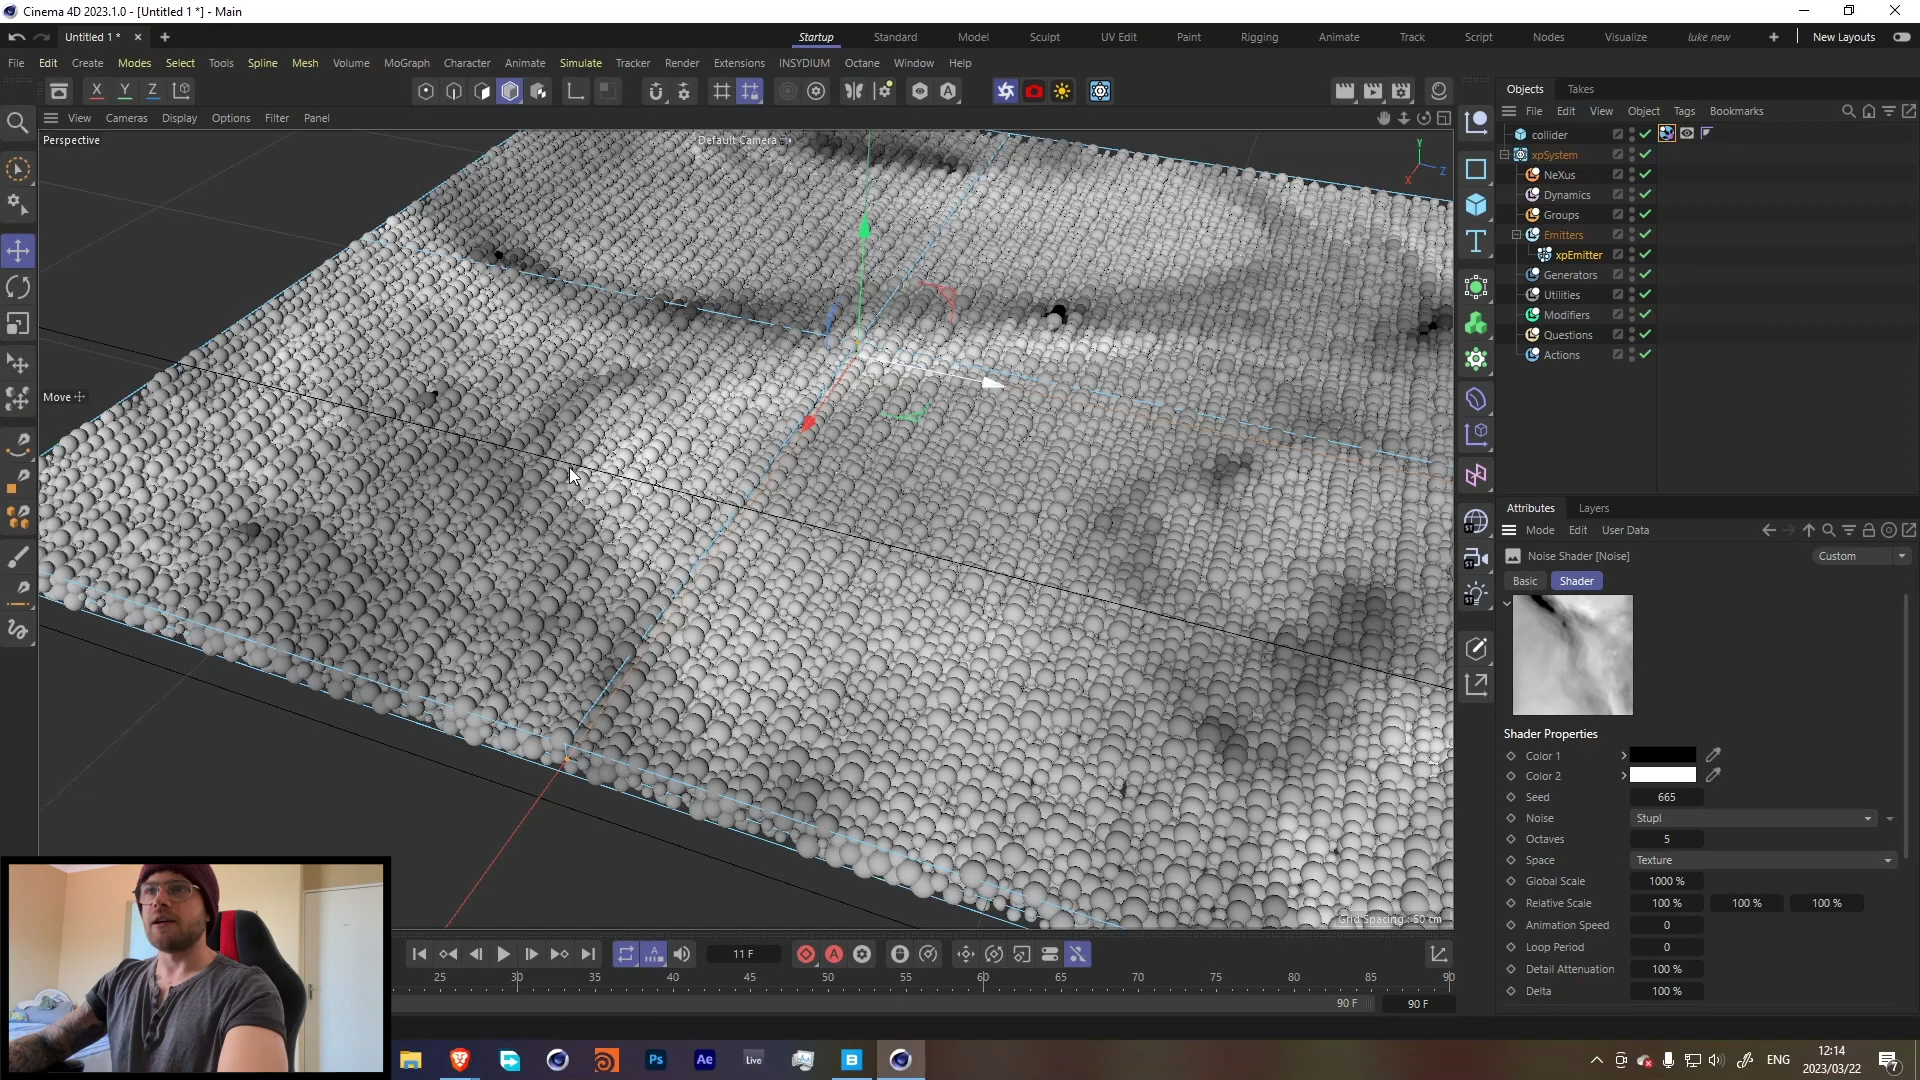 Cinema 4D 2023.1.0 - [Untitled 1 *] - Main
Untitled 1 *
Startup Standard Model Sculpt UV Edit Paint Rigging Animate Track Script Nodes Visualize luke new New Layouts
File Edit Create Modes Select Tools Spline Mesh Volume MoGraph Character Animate Simulate Tracker Render Extensions INSYDIUM Octane Window Help
X Y Z
View Cameras Display Options Filter Panel
Perspective
Default Camera
Y
Z
X
Move
Grid Spacing : 50 cm
Objects Takes
File Edit View Object Tags Bookmarks
collider
xpSystem
NeXus
Dynamics
Groups
Emitters
xpEmitter
Generators
Utilities
Modifiers
Questions
Actions
ST
ST
ST
Attributes Layers
Mode Edit User Data
Noise Shader [Noise] Custom
Basic Shader
Shader Properties
Color 1
Color 2
Seed 665
Noise Stupl
Octaves 5
Space Texture
Global Scale 1000 %
Relative Scale 100 % 100 % 100 %
Animation Speed 0
Loop Period 0
Detail Attenuation 100 %
Delta 100 %
11 F
25 30 35 40 45 50 55 60 65 70 75 80 85 90
90 F 90 F
Ps Ae Live B
ENG
12:14
2023/03/22
7